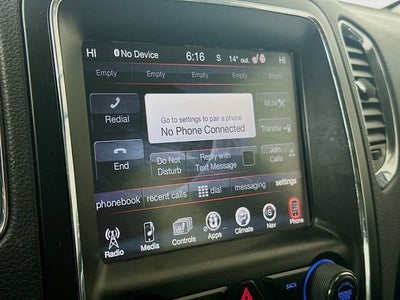 HI No Device 6:16 S 14° out. HI
Empty Empty Empty Empty Empty
Redial
Go to settings to pair a phone.
No Phone Connected
Mute
Transfer
End
Do Not Disturb
Reply with Text Message
Join Calls
phonebook recent calls dial messaging settings
Radio Media Controls Apps Climate Nav Phone
BACK